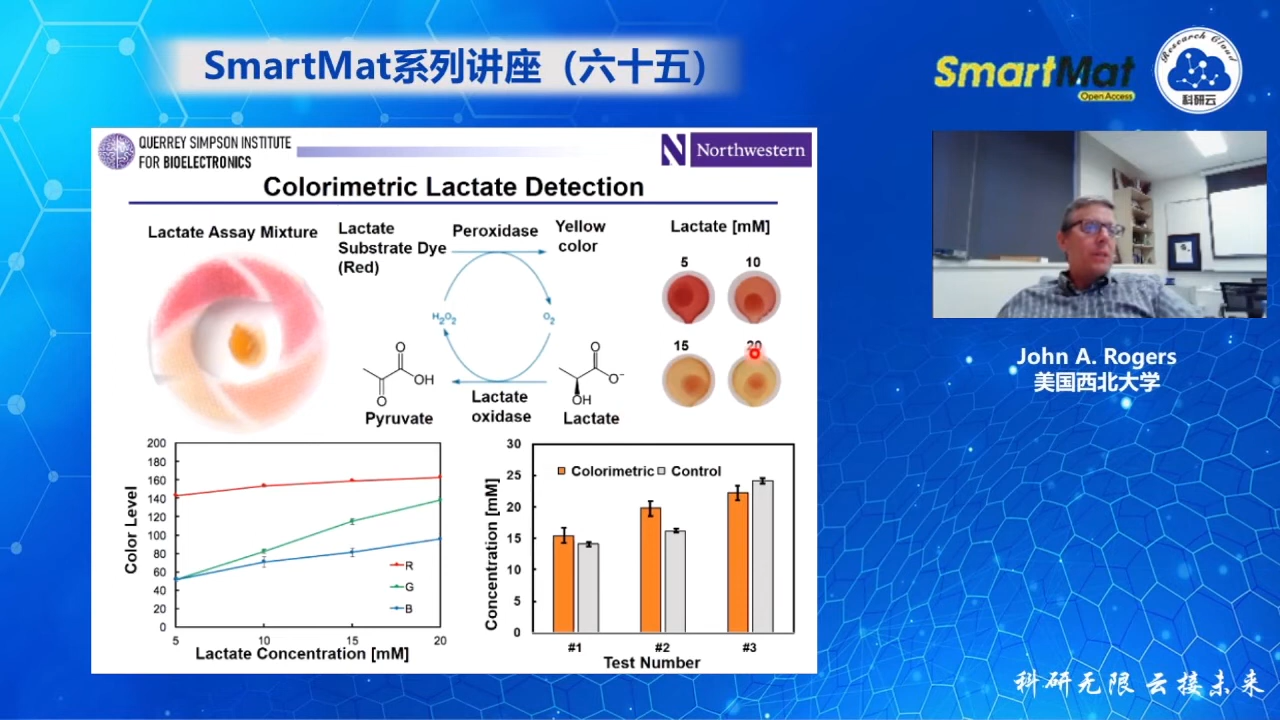 SmartMat系列讲座（六十五）
SmartMat
Open Access
Research Cloud
科研云
QUERREY SIMPSON INSTITUTE
FOR BIOELECTRONICS
N
Northwestern
Colorimetric Lactate Detection
Lactate Assay Mixture
Lactate
Substrate Dye
(Red)
Peroxidase
Yellow
color
H₂O₂
O₂
O
OH
O
Pyruvate
Lactate
oxidase
O
O⁻
OH
Lactate
Lactate [mM]
5
10
15
20
200
180
160
140
120
100
80
60
40
20
0
Color Level
R
G
B
5
10
15
20
Lactate Concentration [mM]
30
25
20
15
10
5
0
Concentration [mM]
Colorimetric
Control
#1
#2
#3
Test Number
John A. Rogers
美国西北大学
科研无限 云接未来